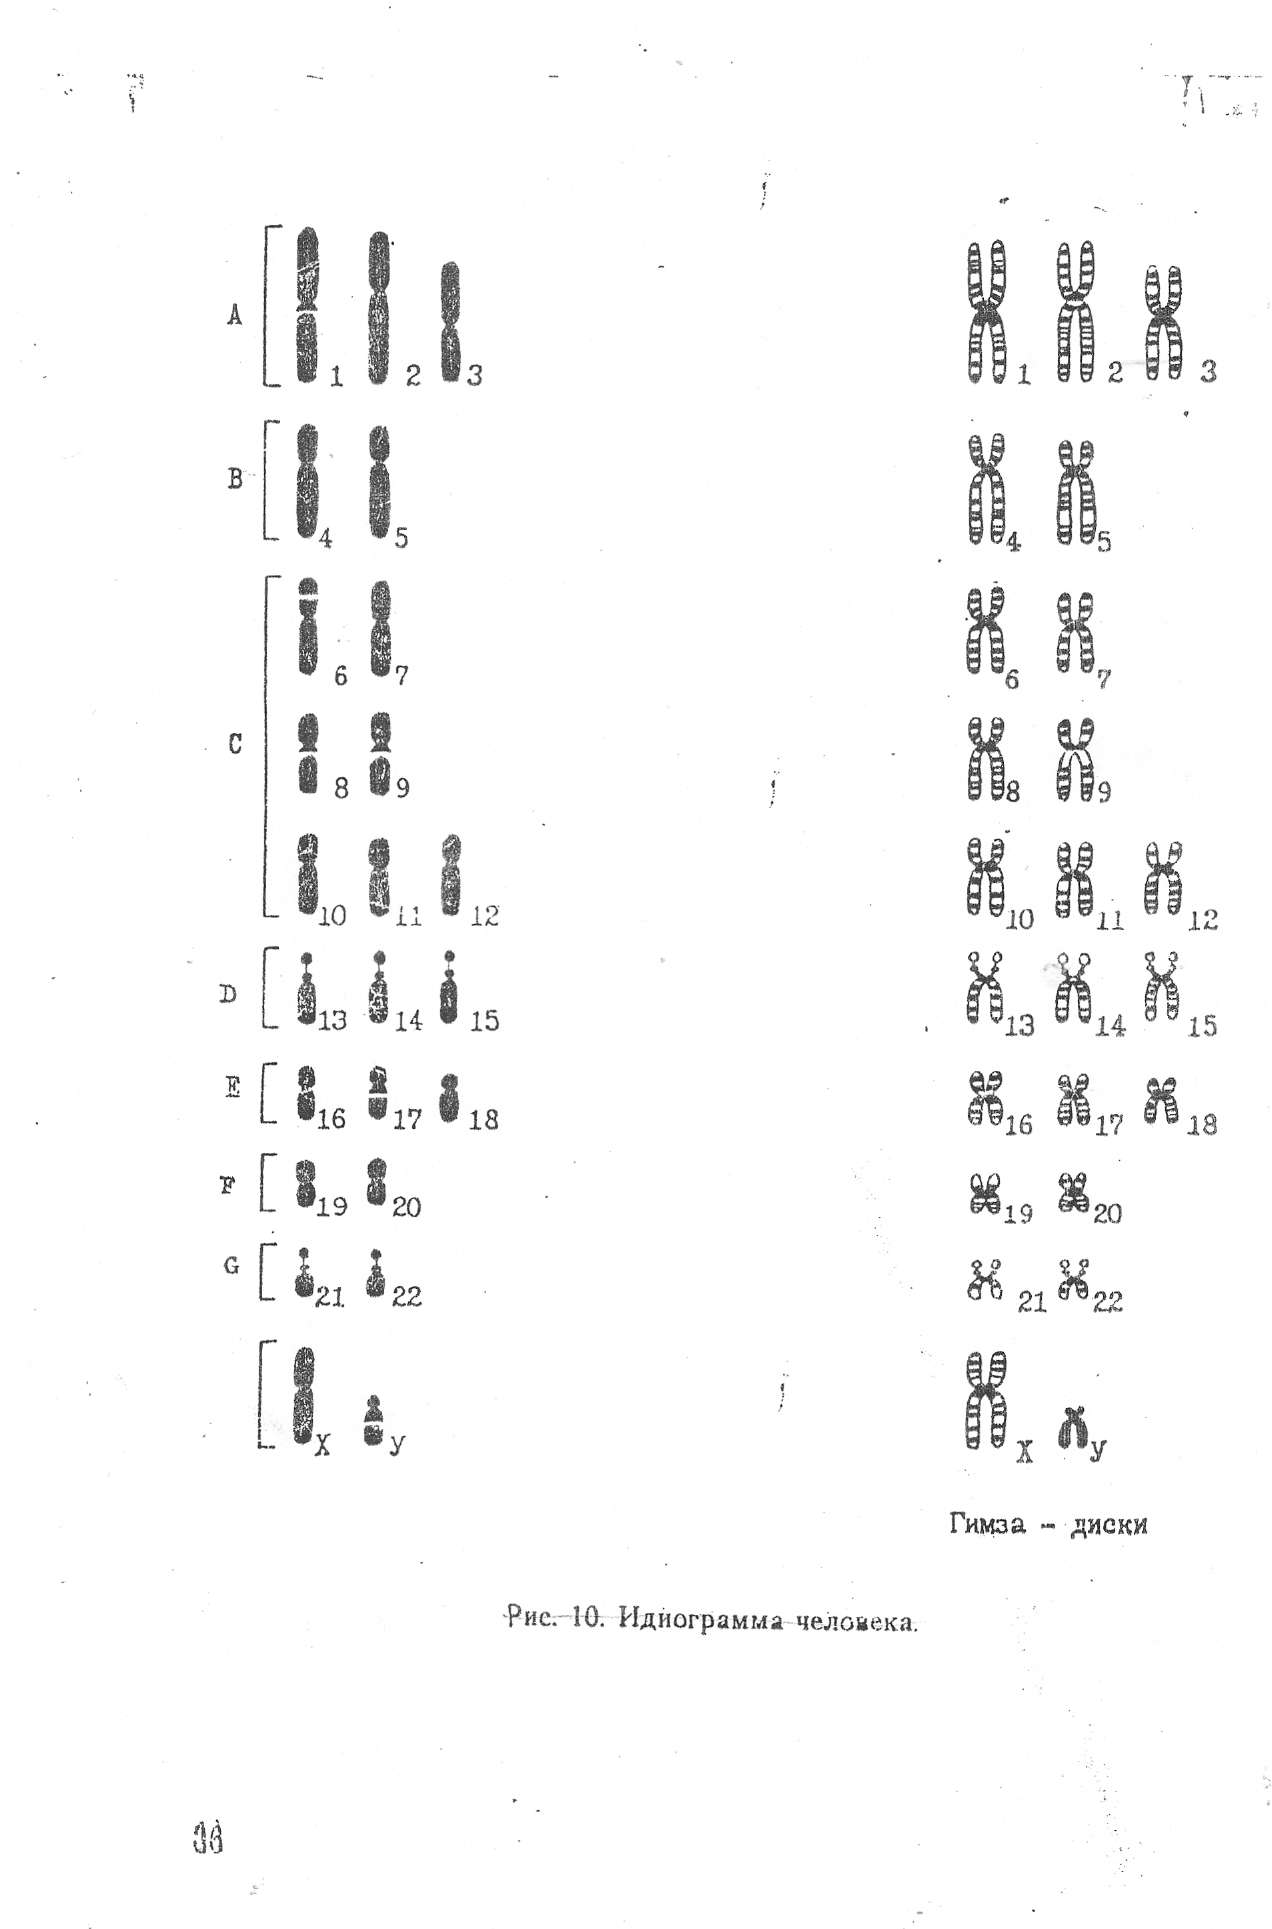 A 1 2 3 1 2 3
B 4 5 4 5
6 7 6 7
C 8 9 8 9
10 11 12 10 11 12
D 13 14 15 13 14 15
E 16 17 18 16 17 18
F 19 20 19 20
G 21 22 21 22
X У X У
Гимза - диски
Рис. 10. Идиограмма человека.